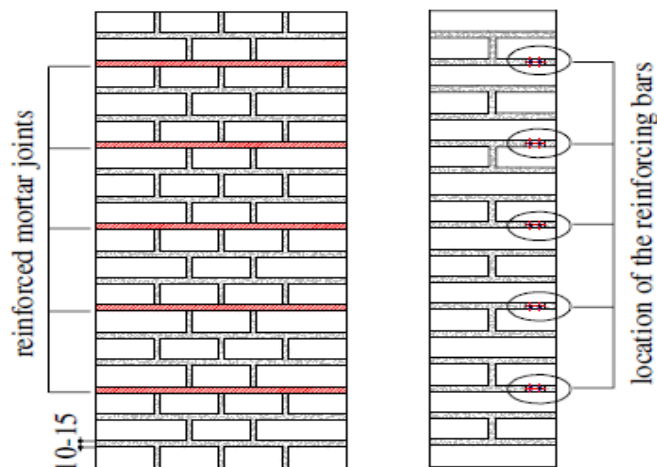 reinforced mortar joints
10-15
location of the reinforcing bars